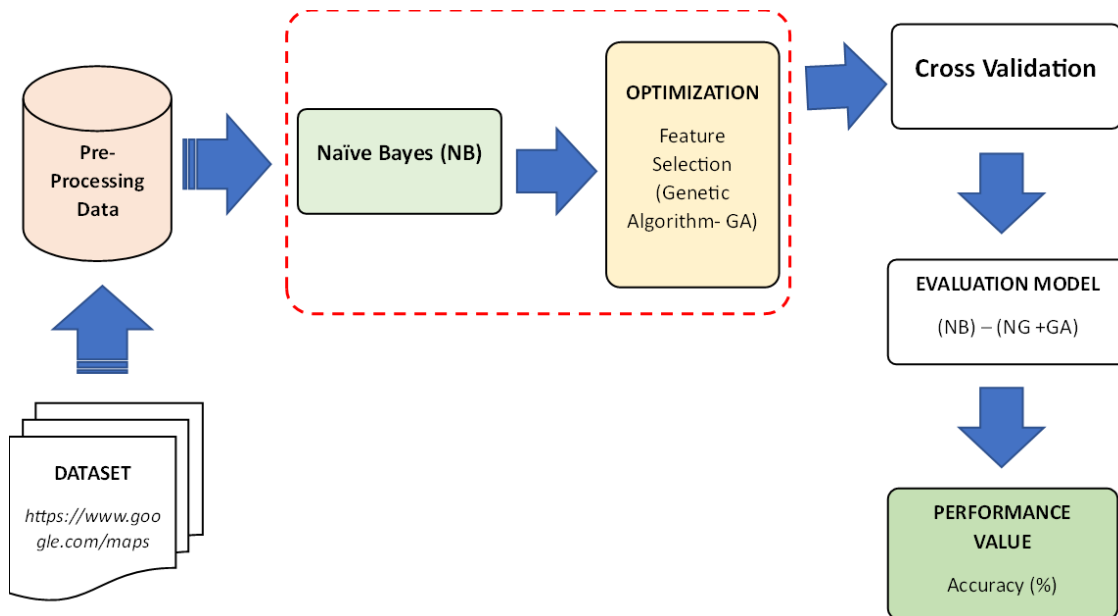 DATASET
https://www.goo
gle.com/maps
Pre-
Processing
Data
Naïve Bayes (NB)
OPTIMIZATION
Feature
Selection
(Genetic
Algorithm- GA)
Cross Validation
EVALUATION MODEL
(NB) – (NG +GA)
PERFORMANCE
VALUE
Accuracy (%)